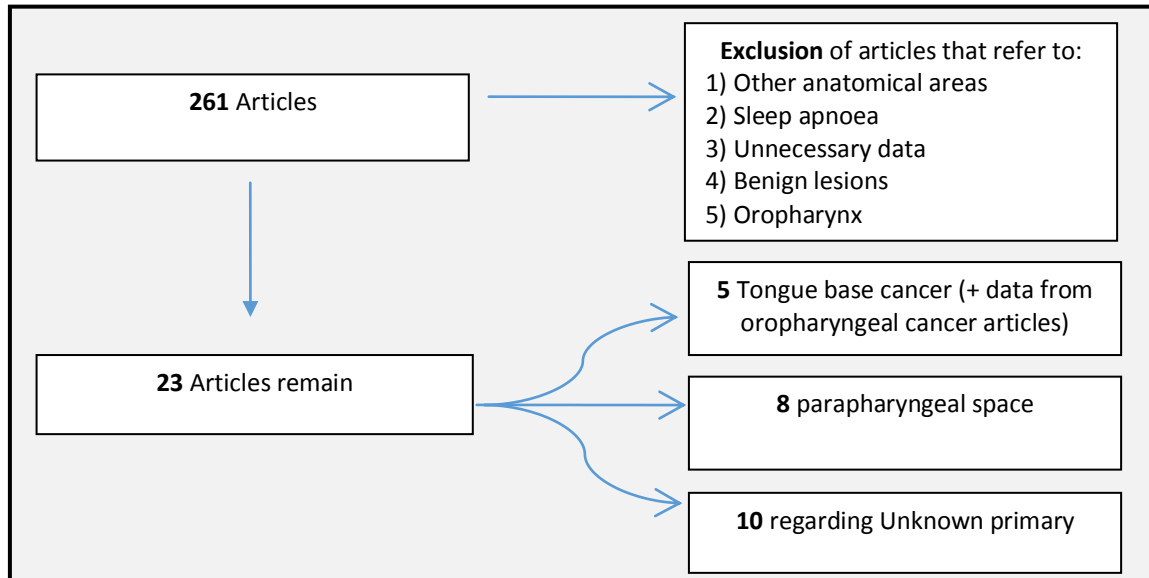 261 Articles
Exclusion of articles that refer to:
1) Other anatomical areas
2) Sleep apnoea
3) Unnecessary data
4) Benign lesions
5) Oropharynx
23 Articles remain
5 Tongue base cancer (+ data from
oropharyngeal cancer articles)
8 parapharyngeal space
10 regarding Unknown primary